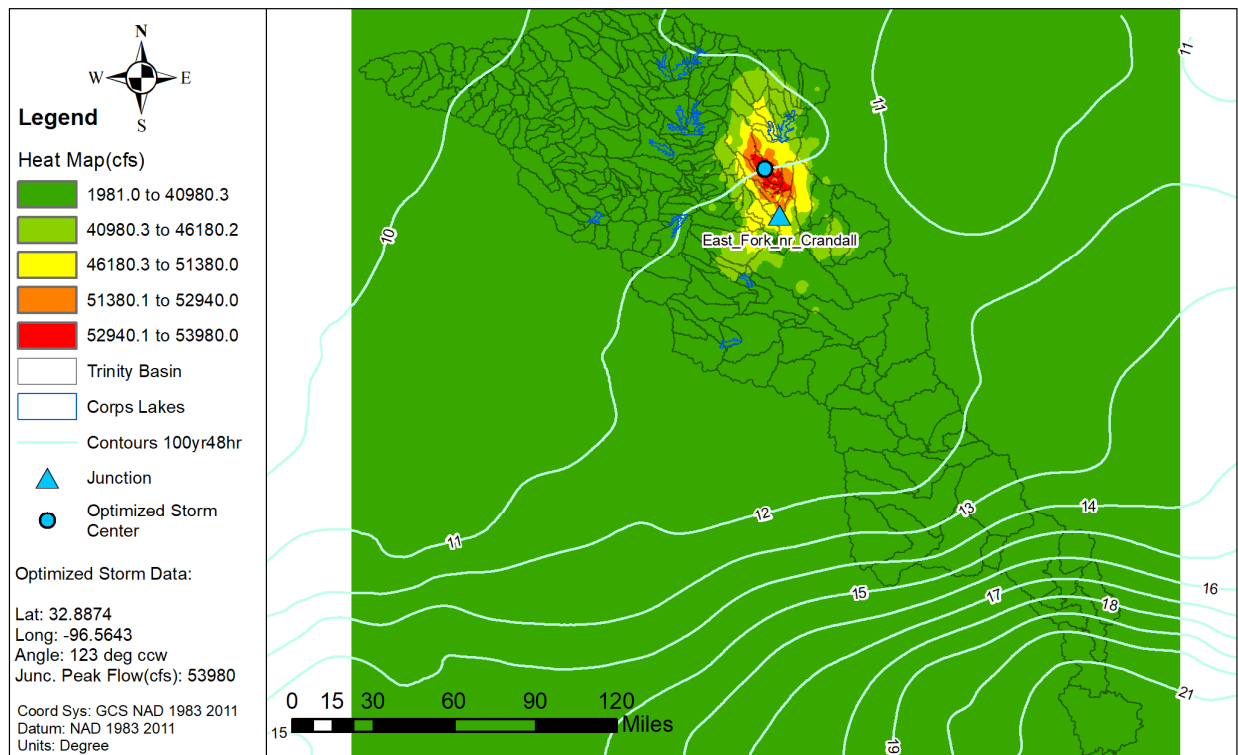 N
W E
S
Legend
Heat Map(cfs)
1981.0 to 40980.3
40980.3 to 46180.2
46180.3 to 51380.0
51380.1 to 52940.0
52940.1 to 53980.0
Trinity Basin
Corps Lakes
Contours 100yr48hr
Junction
Optimized Storm
Center
Optimized Storm Data:
Lat: 32.8874
Long: -96.5643
Angle: 123 deg ccw
Junc. Peak Flow(cfs): 53980
Coord Sys: GCS NAD 1983 2011
Datum: NAD 1983 2011
Units: Degree
11
11
10
East_Fork_nr_Crandall
11
12
13
14
15
16
17
18
19
21
15
0 15 30 60 90 120
Miles